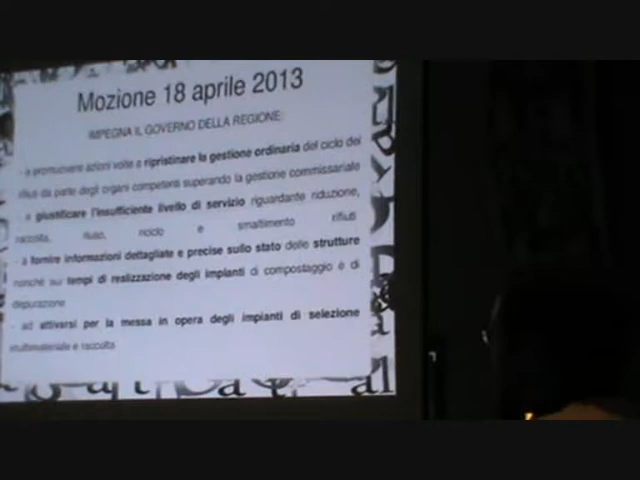 Mozione 18 aprile 2013
IMPEGNA IL GOVERNO DELLA REGIONE:
- a promuovere azioni volte a ripristinare la gestione ordinaria del ciclo dei
rifiuti da parte degli organi competenti superando la gestione commissariale
- a giustificare l'insufficiente livello di servizio riguardante riduzione,
raccolta, riuso, riciclo e smaltimento rifiuti
- a fornire informazioni dettagliate e precise sullo stato delle strutture
nonchè sui tempi di realizzazione degli impianti di compostaggio e di
depurazione
- ad attivarsi per la messa in opera degli impianti di selezione
multimateriale e raccolta